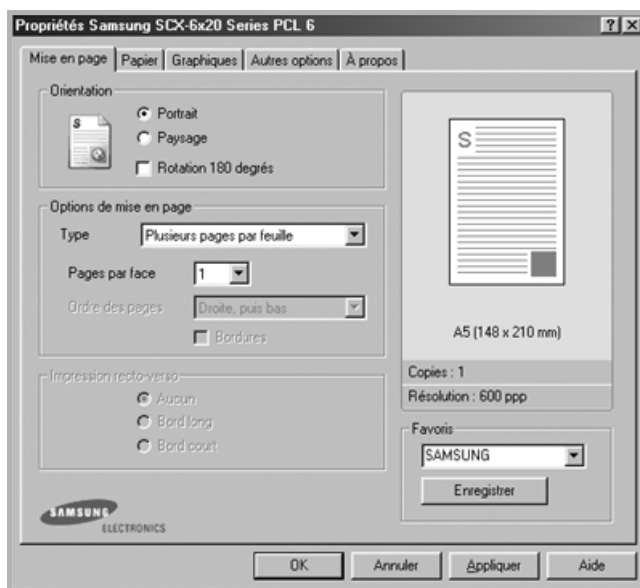 Propriétés Samsung SCX-6x20 Series PCL 6
Mise en page Papier Graphiques Autres options À propos
Orientation
S
Portrait
Paysage
Rotation 180 degrés
Options de mise en page
Type Plusieurs pages par feuille
Pages par face 1
Ordre des pages Droite, puis bas
Bordures
Impression recto-verso
Aucun
Bord long
Bord court
S
A5 (148 x 210 mm)
Copies : 1
Résolution : 600 ppp
Favoris
SAMSUNG
Enregistrer
SAMSUNG
ELECTRONICS
OK Annuler Appliquer Aide